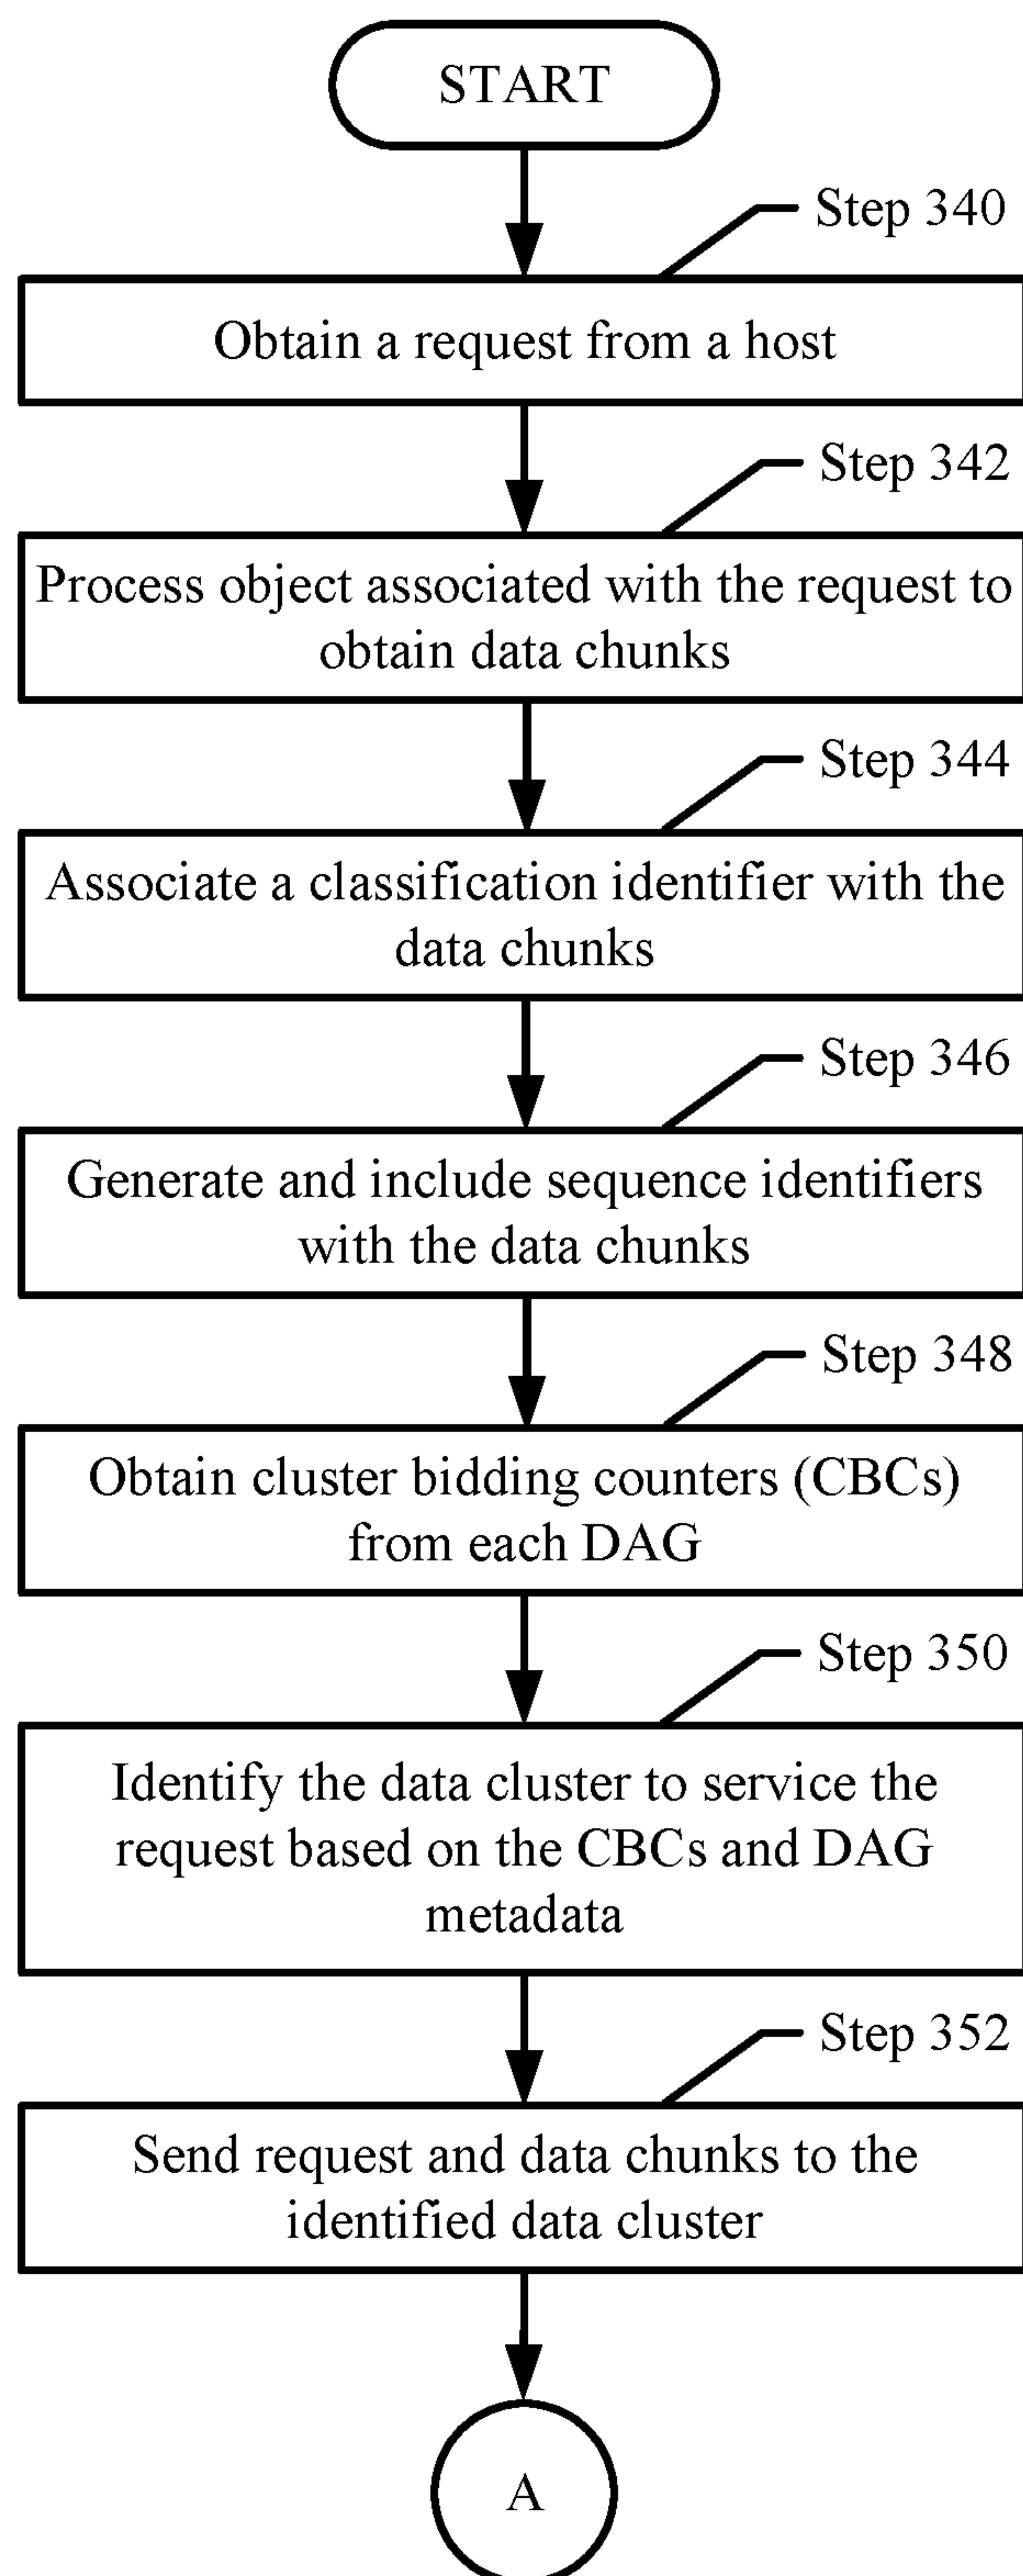 START
Step 340
Obtain a request from a host
Step 342
Process object associated with the request to
obtain data chunks
Step 344
Associate a classification identifier with the
data chunks
Step 346
Generate and include sequence identifiers
with the data chunks
Step 348
Obtain cluster bidding counters (CBCs)
from each DAG
Step 350
Identify the data cluster to service the
request based on the CBCs and DAG
metadata
Step 352
Send request and data chunks to the
identified data cluster
A